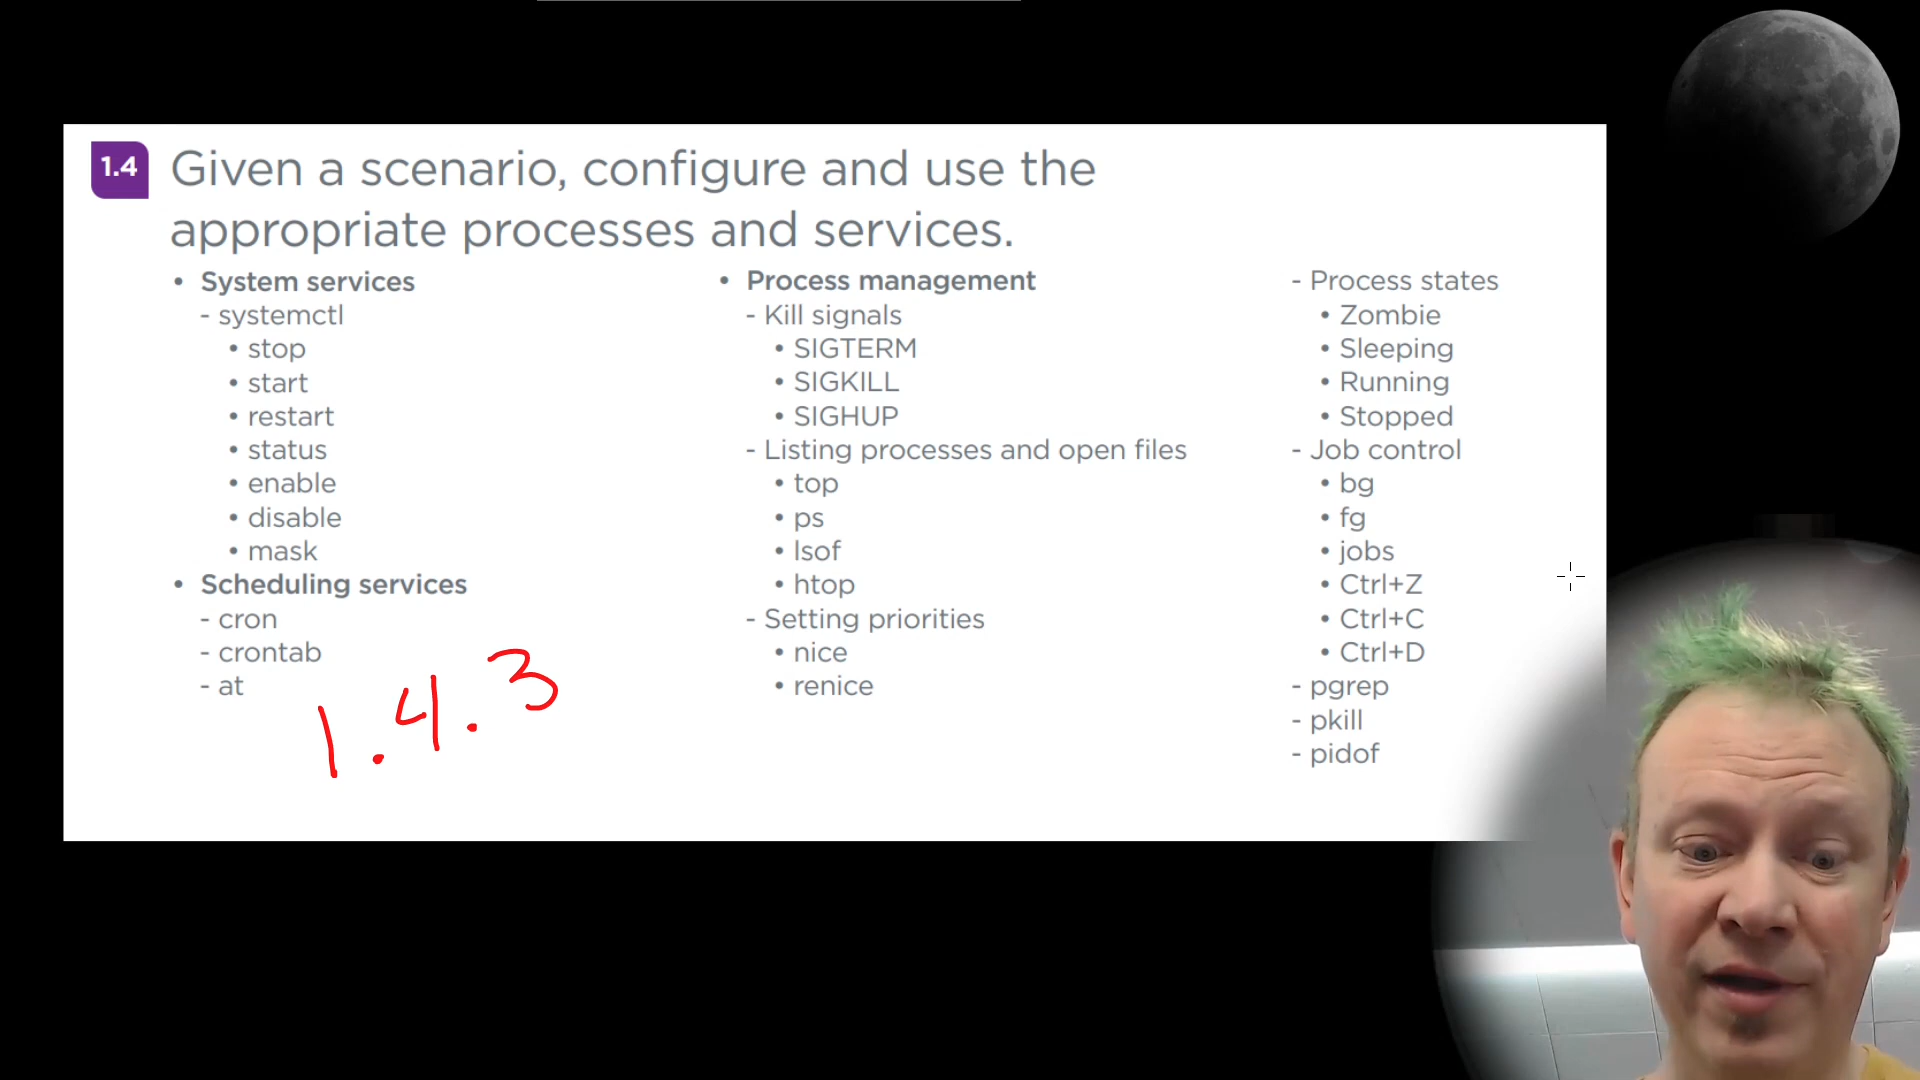 1.4
Given a scenario, configure and use the
appropriate processes and services.
• System services
- systemctl
• stop
• start
• restart
• status
• enable
• disable
• mask
• Scheduling services
- cron
- crontab
- at
1.4.3
• Process management
- Kill signals
• SIGTERM
• SIGKILL
• SIGHUP
- Listing processes and open files
• top
• ps
• lsof
• htop
- Setting priorities
• nice
• renice
- Process states
• Zombie
• Sleeping
• Running
• Stopped
- Job control
• bg
• fg
• jobs
• Ctrl+Z
• Ctrl+C
• Ctrl+D
- pgrep
- pkill
- pidof